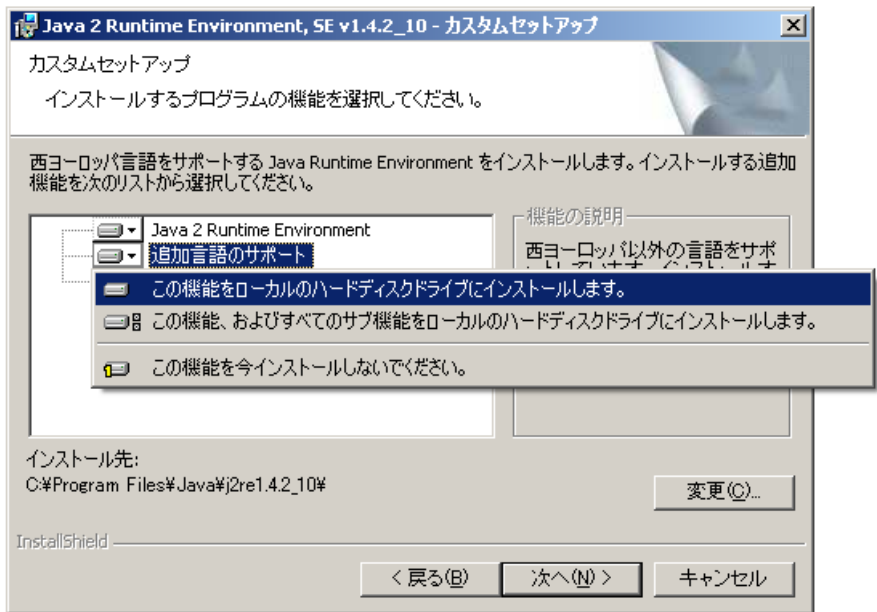 Java 2 Runtime Environment, SE v1.4.2_10 - カスタムセットアップ
カスタムセットアップ
インストールするプログラムの機能を選択してください。
西ヨーロッパ言語をサポートする Java Runtime Environment をインストールします。インストールする追加
機能を次のリストから選択してください。
Java 2 Runtime Environment
追加言語のサポート
機能の説明
西ヨーロッパ以外の言語をサポ
この機能をローカルのハードディスクドライブにインストールします。
この機能、およびすべてのサブ機能をローカルのハードディスクドライブにインストールします。
この機能を今インストールしないでください。
インストール先:
C:¥Program Files¥Java¥j2re1.4.2_10¥
変更(C)...
InstallShield
< 戻る(B)
次へ(N) >
キャンセル